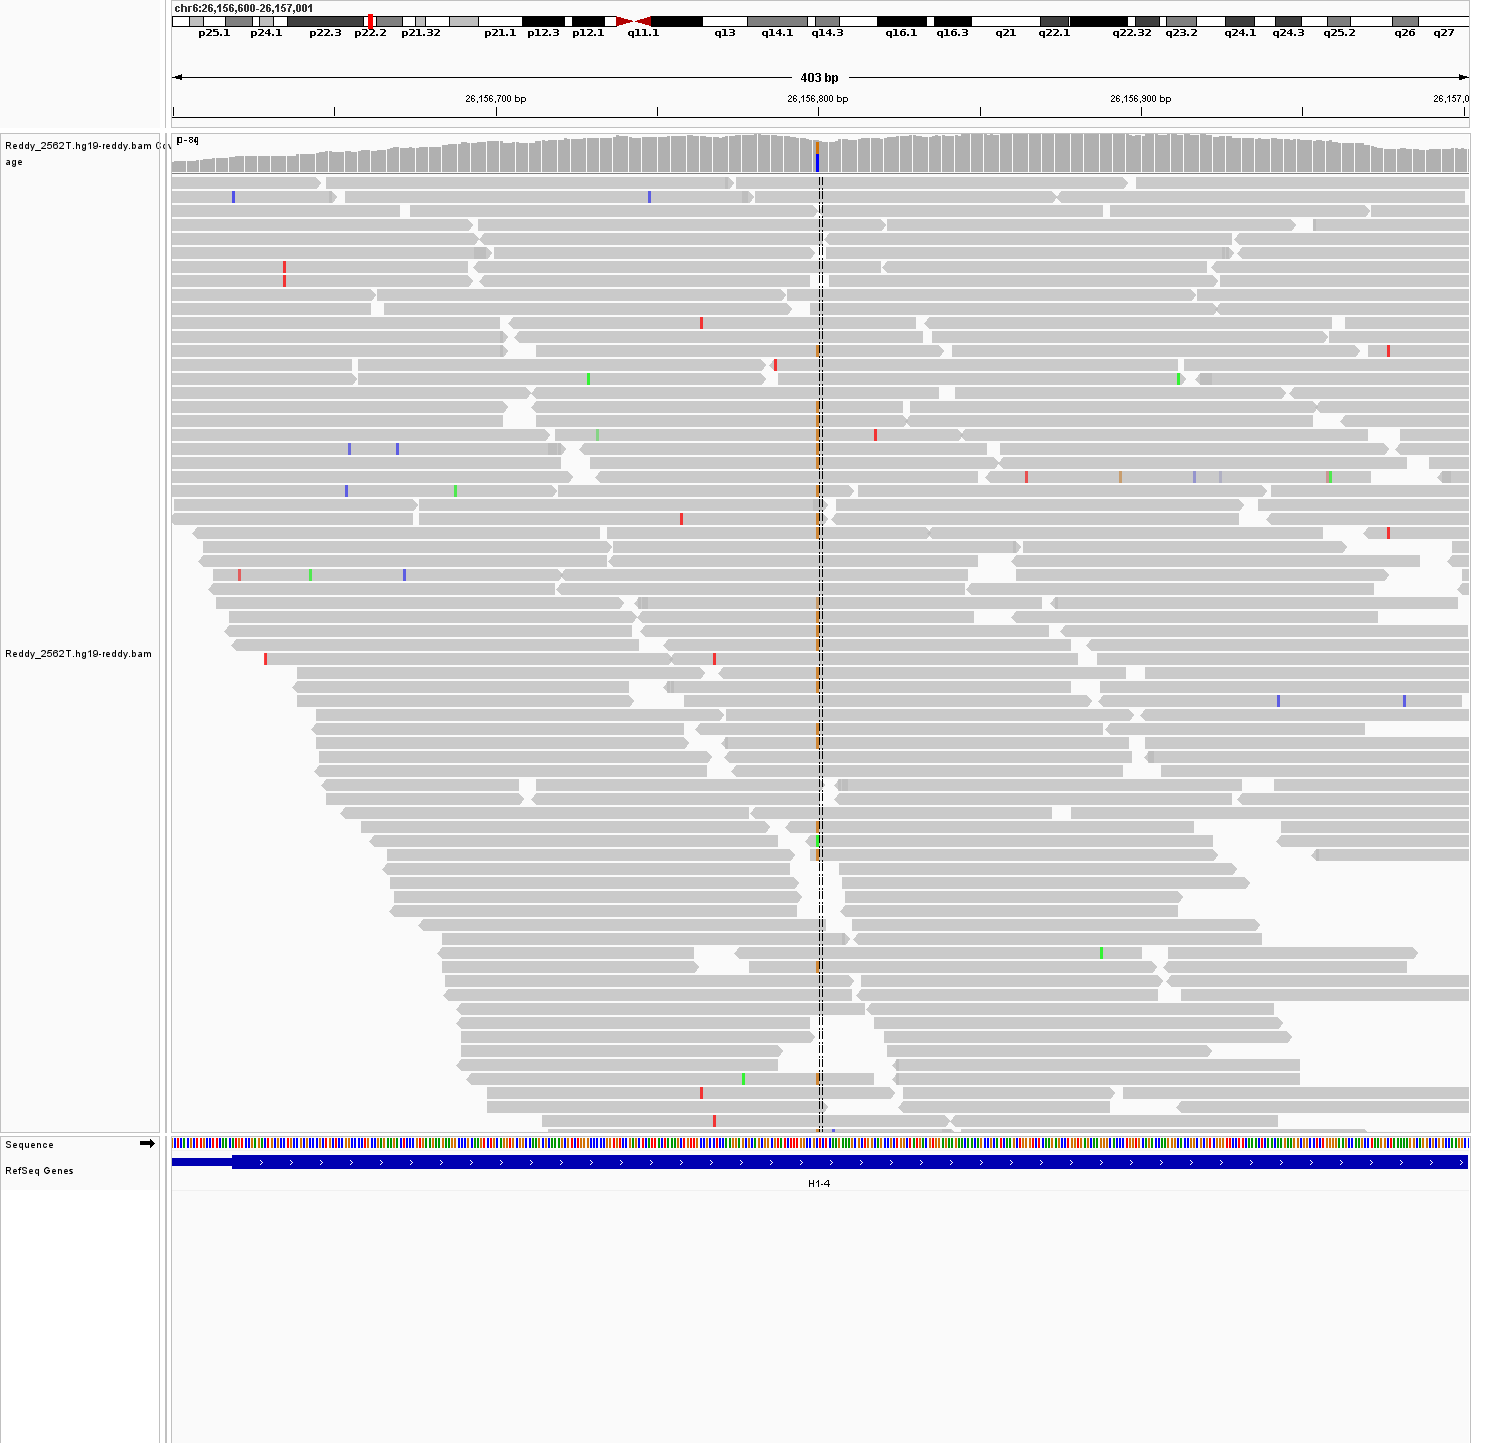 chr6:26,156,600-26,157,001
p25.1 p24.1 p22.3 p22.2 p21.32 p21.1 p12.3 p12.1 q11.1 q13 q14.1 q14.3 q16.1 q16.3 q21 q22.1 q22.32 q23.2 q24.1 q24.3 q25.2 q26 q27
403 bp
26,156,700 bp 26,156,800 bp 26,156,900 bp 26,157,0
Reddy_2562T.hg19-reddy.bam Cov
age
Reddy_2562T.hg19-reddy.bam
Sequence
RefSeq Genes
H1-4